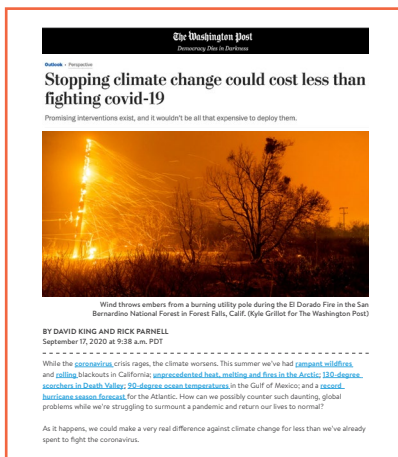 The Washington Post
Democracy Dies in Darkness
Outlook • Perspective
Stopping climate change could cost less than
fighting covid-19
Promising interventions exist, and it wouldn't be all that expensive to deploy them.
Wind throws embers from a burning utility pole during the El Dorado Fire in the San
Bernardino National Forest in Forest Falls, Calif. (Kyle Grillot for The Washington Post)
BY DAVID KING AND RICK PARNELL
September 17, 2020 at 9:38 a.m. PDT
While the coronavirus crisis rages, the climate worsens. This summer we've had rampant wildfires
and rolling blackouts in California; unprecedented heat, melting and fires in the Arctic; 130-degree
scorchers in Death Valley; 90-degree ocean temperatures in the Gulf of Mexico; and a record
hurricane season forecast for the Atlantic. How can we possibly counter such daunting, global
problems while we're struggling to surmount a pandemic and return our lives to normal?
As it happens, we could make a very real difference against climate change for less than we've already
spent to fight the coronavirus.